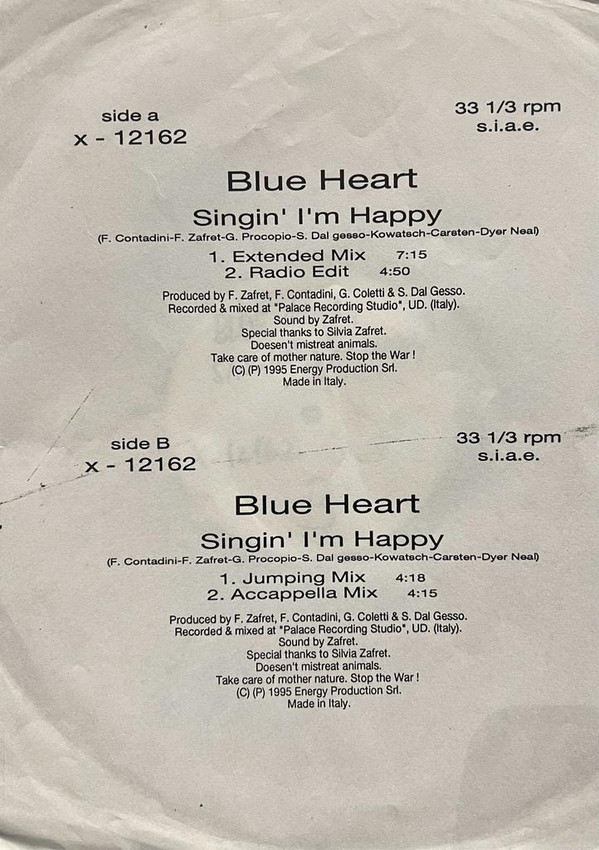 side a
33 1/3 rpm
x - 12162
s.i.a.e.
Blue Heart
Singin' I'm Happy
(F. Contadini-F. Zafret-G. Procopio-S. Dal gesso-Kowatsch-Carsten-Dyer Neal)
1. Extended Mix 7:15
2. Radio Edit 4:50
Produced by F. Zafret, F. Contadini, G. Coletti & S. Dal Gesso.
Recorded & mixed at "Palace Recording Studio", UD. (Italy).
Sound by Zafret.
Special thanks to Silvia Zafret.
Doesen't mistreat animals.
Take care of mother nature. Stop the War !
(C) (P) 1995 Energy Production Srl.
Made in Italy.
side B
33 1/3 rpm
x - 12162
s.i.a.e.
Blue Heart
Singin' I'm Happy
(F. Contadini-F. Zafret-G. Procopio-S. Dal gesso-Kowatsch-Carsten-Dyer Neal)
1. Jumping Mix 4:18
2. Accappella Mix 4:15
Produced by F. Zafret, F. Contadini, G. Coletti & S. Dal Gesso.
Recorded & mixed at "Palace Recording Studio", UD. (Italy).
Sound by Zafret.
Special thanks to Silvia Zafret.
Doesen't mistreat animals.
Take care of mother nature. Stop the War !
(C) (P) 1995 Energy Production Srl.
Made in Italy.